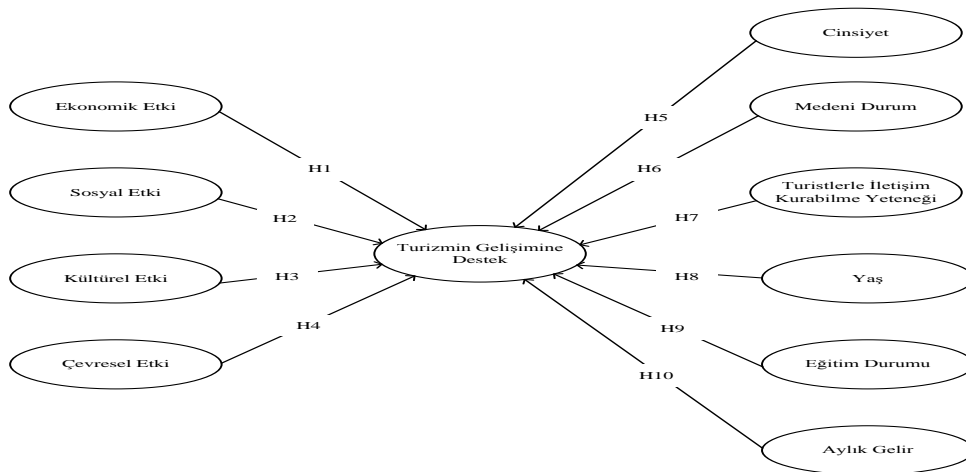 Ekonomik Etki
Sosyal Etki
Kültürel Etki
Çevresel Etki
H1
H2
H3
H4
Turizmin Gelişimine
Destek
H5
H6
H7
H8
H9
H10
Cinsiyet
Medeni Durum
Turistlerle İletişim
Kurabilme Yeteneği
Yaş
Eğitim Durumu
Aylık Gelir